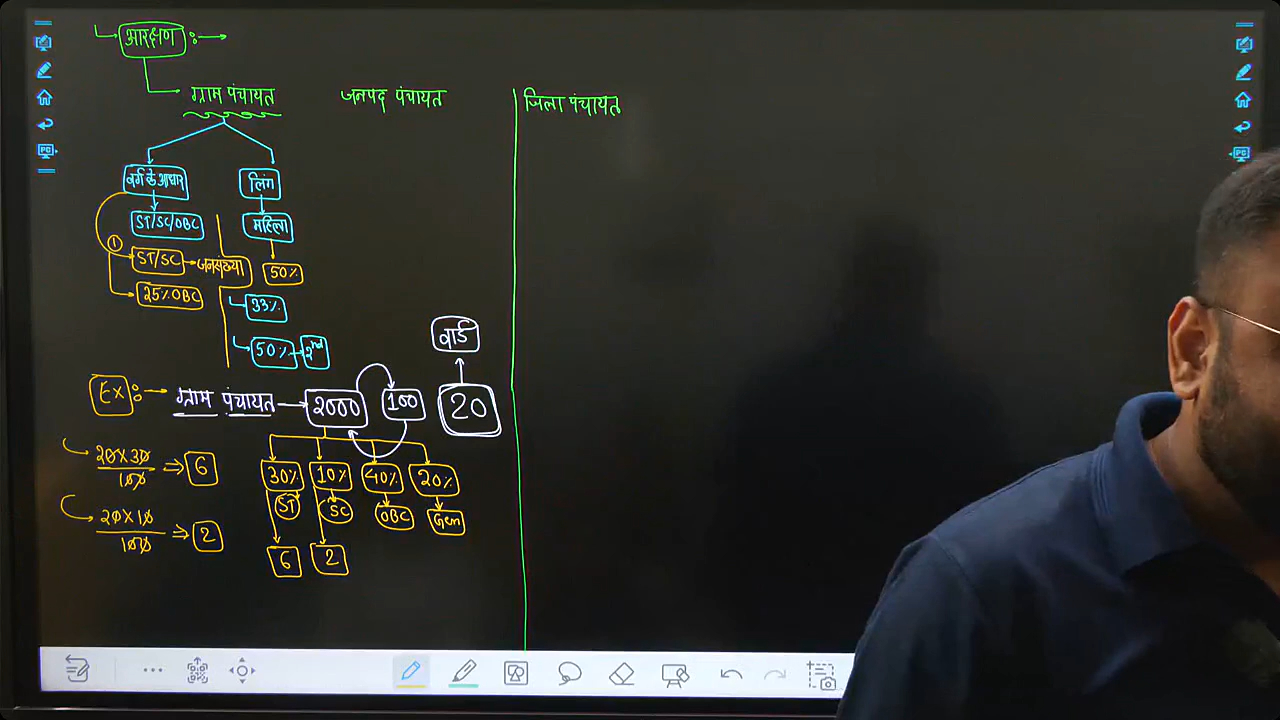 आरक्षण :→
ग्राम पंचायत जनपद पंचायत जिला पंचायत
वर्ग के आधार लिंग
ST/SC/OBC महिला
① ST/SC → जनसंख्या 50%
25% OBC 33%
50% → 2nd
वार्ड
Ex :→ ग्राम पंचायत → 2000 100 20
20 x 30 / 100 ⇒ 6
30% 10% 40% 20%
ST SC OBC Gen
20 x 10 / 100 ⇒ 2
6 2